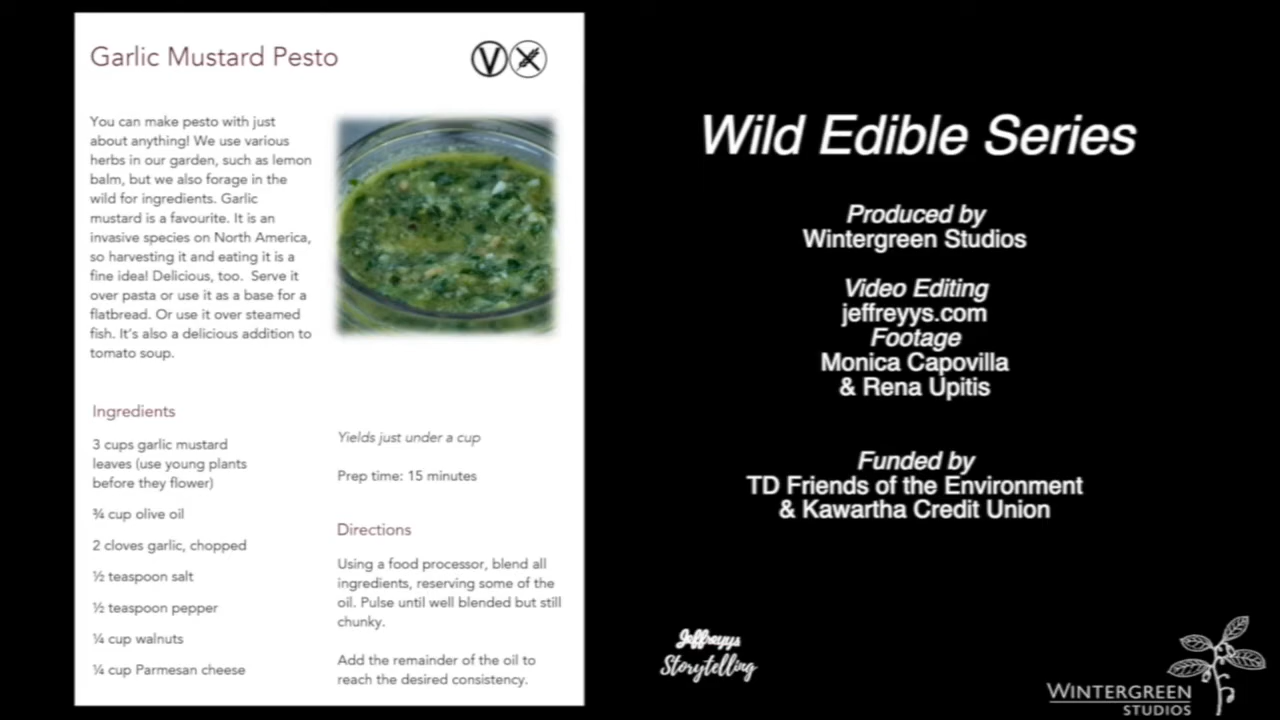 Garlic Mustard Pesto
V
You can make pesto with just
about anything! We use various
herbs in our garden, such as lemon
balm, but we also forage in the
wild for ingredients. Garlic
mustard is a favourite. It is an
invasive species on North America,
so harvesting it and eating it is a
fine idea! Delicious, too.  Serve it
over pasta or use it as a base for a
flatbread. Or use it over steamed
fish. It's also a delicious addition to
tomato soup.
Ingredients
3 cups garlic mustard
leaves (use young plants
before they flower)
¾ cup olive oil
2 cloves garlic, chopped
½ teaspoon salt
½ teaspoon pepper
¼ cup walnuts
¼ cup Parmesan cheese
Yields just under a cup
Prep time: 15 minutes
Directions
Using a food processor, blend all
ingredients, reserving some of the
oil. Pulse until well blended but still
chunky.
Add the remainder of the oil to
reach the desired consistency.
Wild Edible Series
Produced by
Wintergreen Studios
Video Editing
jeffreyys.com
Footage
Monica Capovilla
& Rena Upitis
Funded by
TD Friends of the Environment
& Kawartha Credit Union
Jeffreyys
Storytelling
WINTERGREEN
STUDIOS